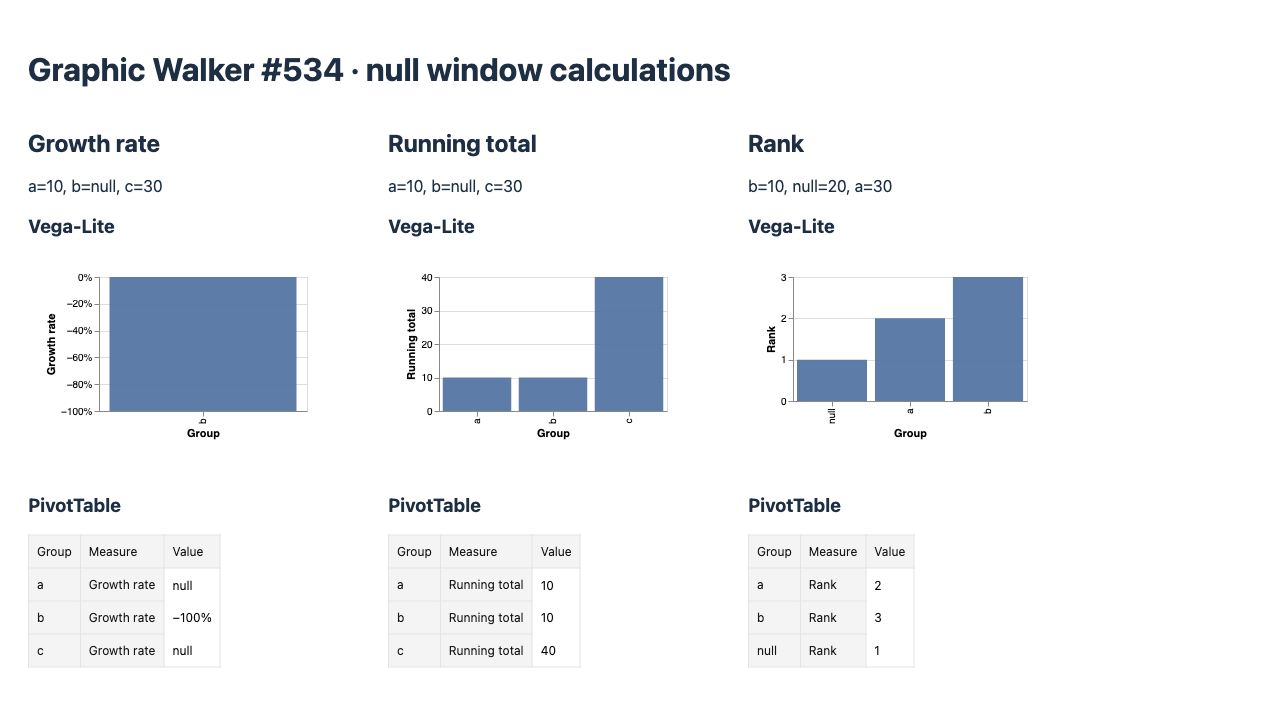 Graphic Walker #534 · null window calculations
Growth rate
a=10, b=null, c=30
Vega-Lite
0%
−20%
−40%
−60%
−80%
−100%
Growth rate
b
Group
PivotTable
Group Measure Value
a Growth rate null
b Growth rate −100%
c Growth rate null
Running total
a=10, b=null, c=30
Vega-Lite
40
30
20
10
0
Running total
a b c
Group
PivotTable
Group Measure Value
a Running total 10
b Running total 10
c Running total 40
Rank
b=10, null=20, a=30
Vega-Lite
3
2
1
0
Rank
null a b
Group
PivotTable
Group Measure Value
a Rank 2
b Rank 3
null Rank 1